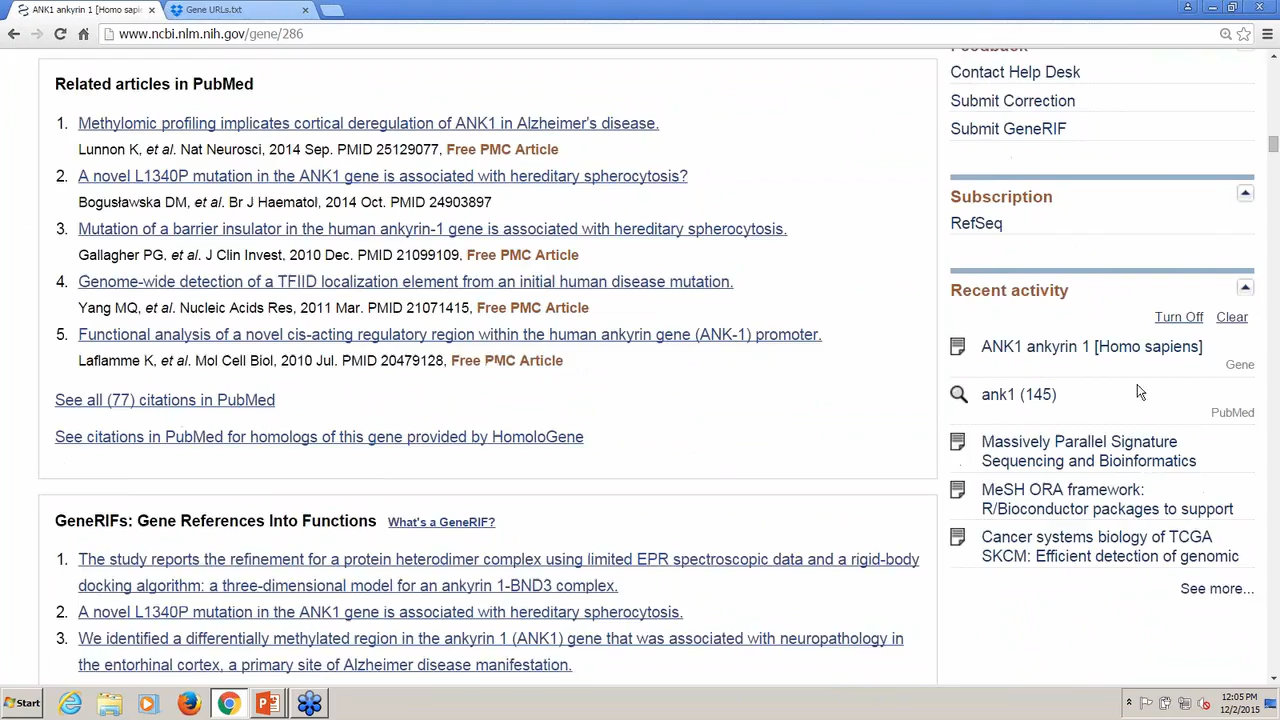 ANK1 ankyrin 1 [Homo sapi
Gene URLs.txt
www.ncbi.nlm.nih.gov/gene/286
Related articles in PubMed
1. Methylomic profiling implicates cortical deregulation of ANK1 in Alzheimer's disease.
Lunnon K, et al. Nat Neurosci, 2014 Sep. PMID 25129077, Free PMC Article
2. A novel L1340P mutation in the ANK1 gene is associated with hereditary spherocytosis?
Bogusławska DM, et al. Br J Haematol, 2014 Oct. PMID 24903897
3. Mutation of a barrier insulator in the human ankyrin-1 gene is associated with hereditary spherocytosis.
Gallagher PG, et al. J Clin Invest, 2010 Dec. PMID 21099109, Free PMC Article
4. Genome-wide detection of a TFIID localization element from an initial human disease mutation.
Yang MQ, et al. Nucleic Acids Res, 2011 Mar. PMID 21071415, Free PMC Article
5. Functional analysis of a novel cis-acting regulatory region within the human ankyrin gene (ANK-1) promoter.
Laflamme K, et al. Mol Cell Biol, 2010 Jul. PMID 20479128, Free PMC Article
See all (77) citations in PubMed
See citations in PubMed for homologs of this gene provided by HomoloGene
GeneRIFs: Gene References Into Functions What's a GeneRIF?
1. The study reports the refinement for a protein heterodimer complex using limited EPR spectroscopic data and a rigid-body
docking algorithm: a three-dimensional model for an ankyrin 1-BND3 complex.
2. A novel L1340P mutation in the ANK1 gene is associated with hereditary spherocytosis.
3. We identified a differentially methylated region in the ankyrin 1 (ANK1) gene that was associated with neuropathology in
the entorhinal cortex, a primary site of Alzheimer disease manifestation.
Feedback
Contact Help Desk
Submit Correction
Submit GeneRIF
Subscription
RefSeq
Recent activity
Turn Off Clear
ANK1 ankyrin 1 [Homo sapiens]
Gene
ank1 (145)
PubMed
Massively Parallel Signature
Sequencing and Bioinformatics
MeSH ORA framework:
R/Bioconductor packages to support
Cancer systems biology of TCGA
SKCM: Efficient detection of genomic
See more...
Start
12:05 PM
12/2/2015